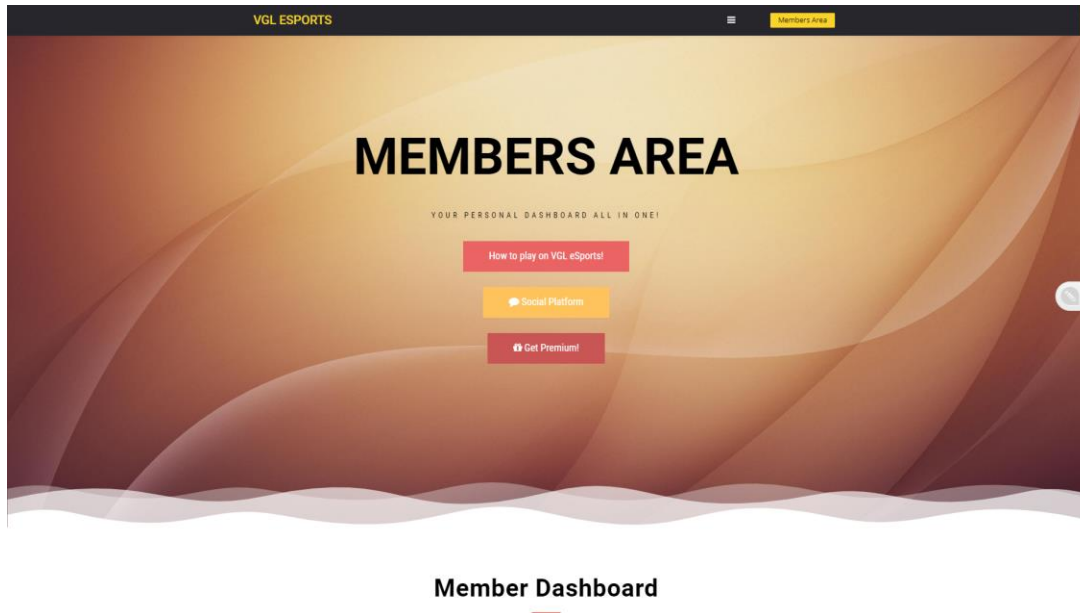 VGL ESPORTS
Members Area
MEMBERS AREA
YOUR PERSONAL DASHBOARD ALL IN ONE!
How to play on VGL eSports!
Social Platform
Get Premium!
Member Dashboard